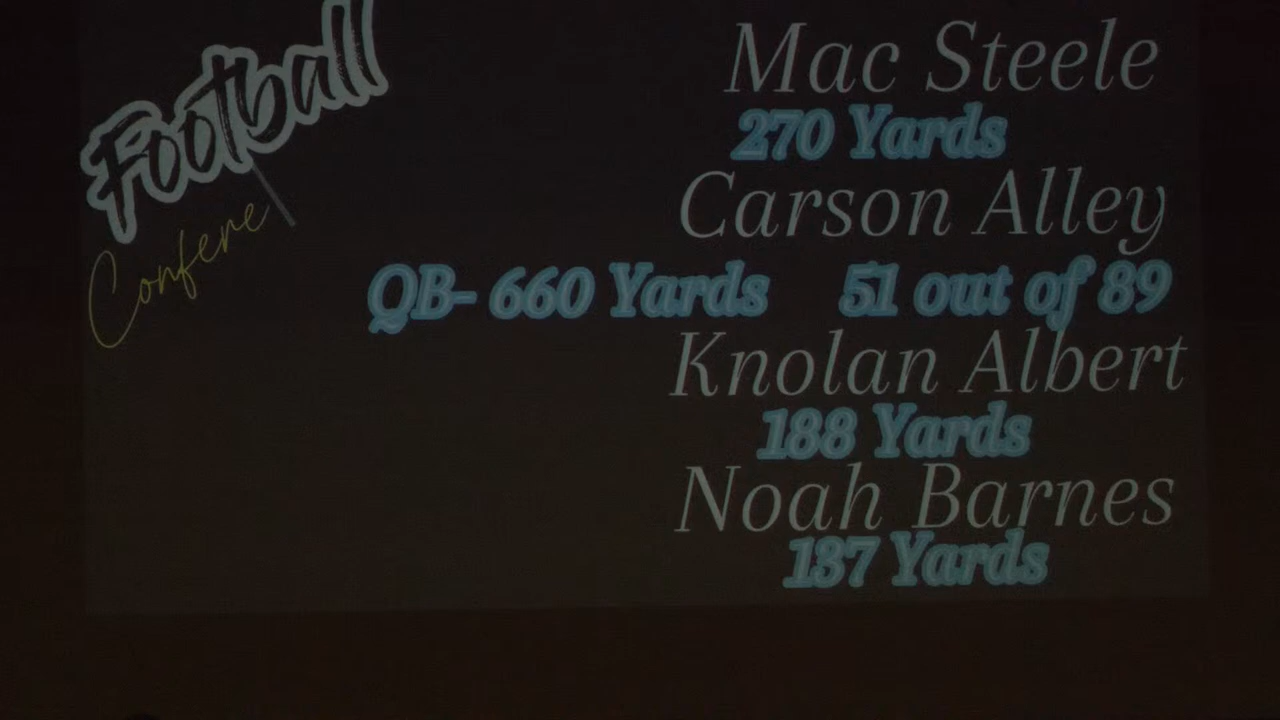 Football
Confere
Mac Steele
270 Yards
Carson Alley
QB- 660 Yards 51 out of 89
Knolan Albert
188 Yards
Noah Barnes
137 Yards